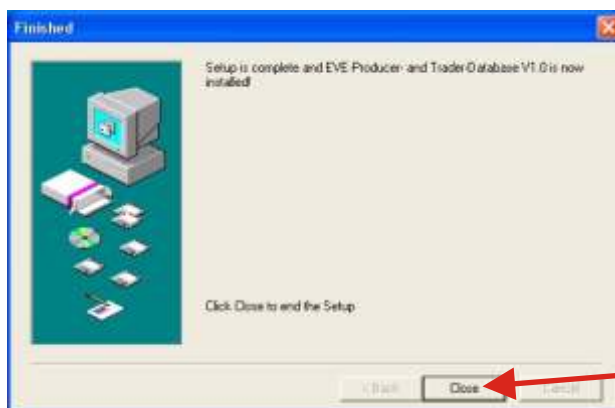 Finished
Setup is complete and EVE-Producer- and Trader-Database V1.0 is now
installed!
Click Close to end the Setup
< Back Close Cancel